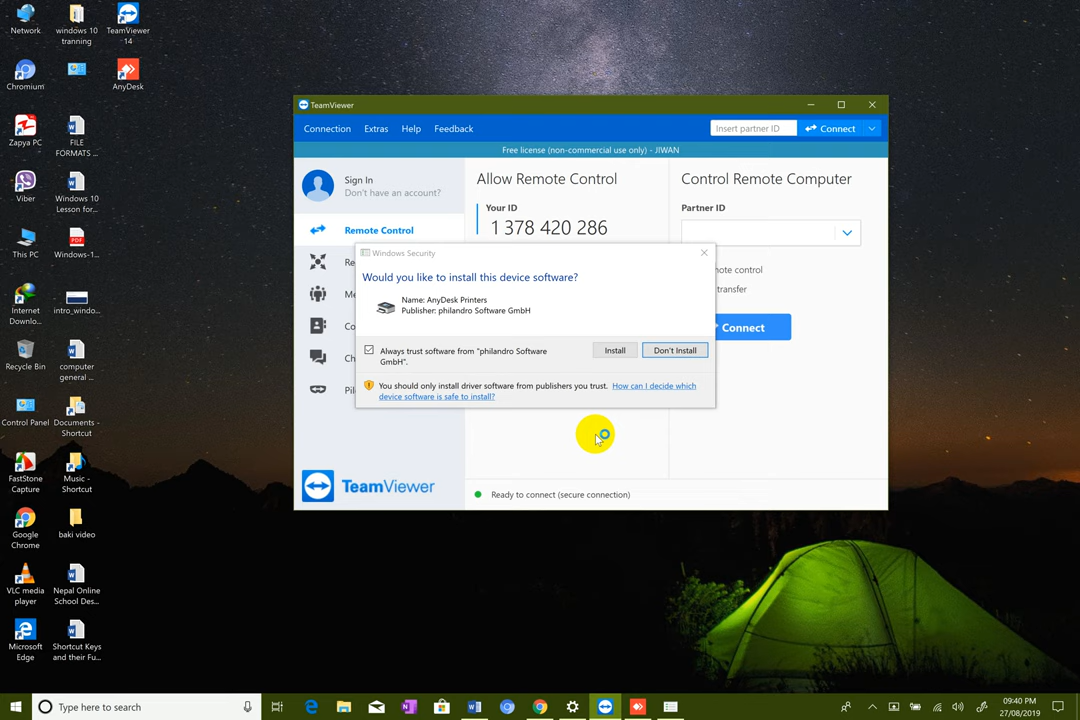 Network
windows 10
tranning
TeamViewer
14
Chromium
AnyDesk
Zapya PC
FILE
FORMATS ...
Viber
Windows 10
Lesson for...
This PC
Windows-1...
Internet
Downlo...
intro_windo...
Recycle Bin
computer
general ...
Control Panel
Documents -
Shortcut
FastStone
Capture
Music -
Shortcut
Google
Chrome
baki video
VLC media
player
Nepal Online
School Des...
Microsoft
Edge
Shortcut Keys
and their Fu...
TeamViewer
Connection Extras Help Feedback
Insert partner ID
Connect
Free license (non-commercial use only) - JIWAN
Sign In
Don't have an account?
Remote Control
Re
Me
Co
Ch
Pil
TeamViewer
Allow Remote Control
Your ID
1 378 420 286
Control Remote Computer
Partner ID
note control
transfer
Connect
Ready to connect (secure connection)
Windows Security
Would you like to install this device software?
Name: AnyDesk Printers
Publisher: philandro Software GmbH
Always trust software from "philandro Software
GmbH".
Install
Don't Install
You should only install driver software from publishers you trust. How can I decide which
device software is safe to install?
Type here to search
09:40 PM
27/08/2019